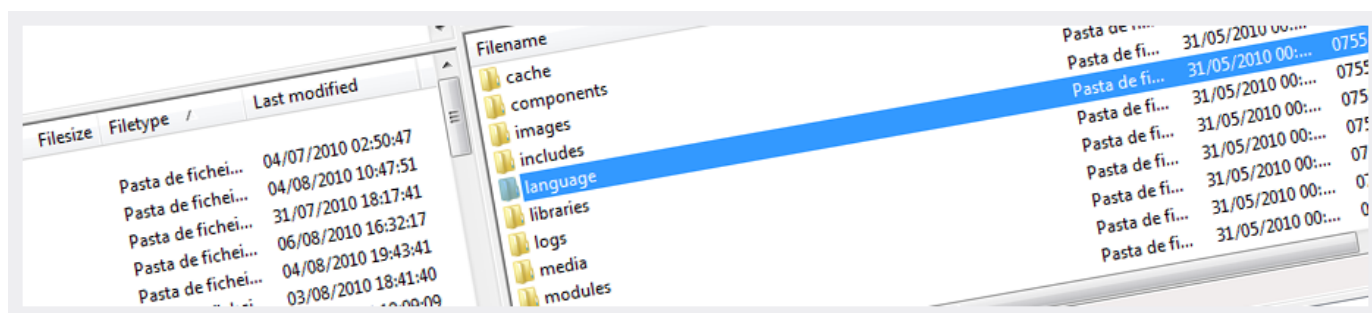 Filesize Filetype / Last modified
Pasta de fichei... 04/07/2010 02:50:47
Pasta de fichei... 04/08/2010 10:47:51
Pasta de fichei... 31/07/2010 18:17:41
Pasta de fichei... 06/08/2010 16:32:17
Pasta de fichei... 04/08/2010 19:43:41
03/08/2010 18:41:40
Filename
cache
components
images
includes
language
libraries
logs
media
modules
Pasta de fi... 31/05/2010 00:...
Pasta de fi... 31/05/2010 00:... 0755
Pasta de fi... 31/05/2010 00:... 0755
Pasta de fi... 31/05/2010 00:... 075
Pasta de fi... 31/05/2010 00:... 075
Pasta de fi... 31/05/2010 00:... 07
Pasta de fi... 31/05/2010 00:... 0
Pasta de fi... 31/05/2010 00:... 0